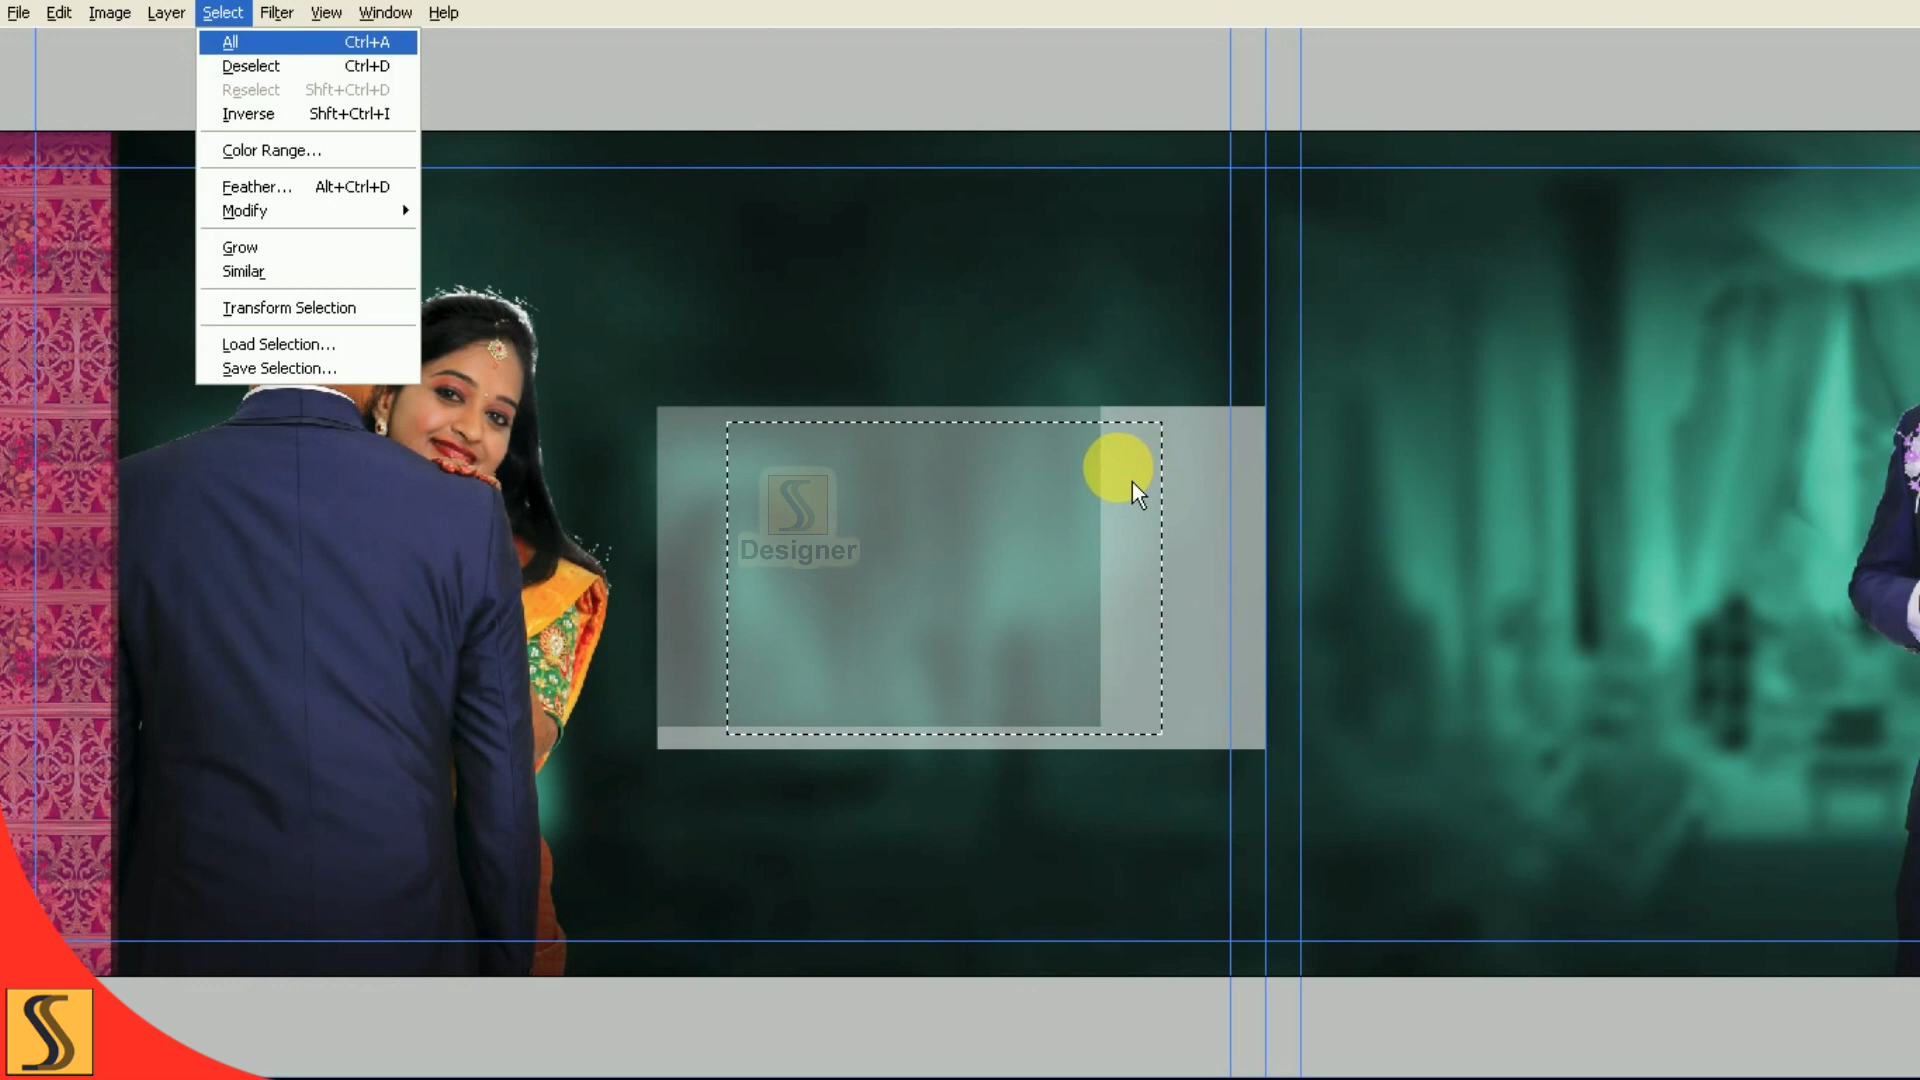 File Edit Image Layer Select Filter View Window Help
All Ctrl+A
Deselect Ctrl+D
Reselect Shft+Ctrl+D
Inverse Shft+Ctrl+I
Color Range...
Feather... Alt+Ctrl+D
Modify
Grow
Similar
Transform Selection
Load Selection...
Save Selection...
S
Designer
S